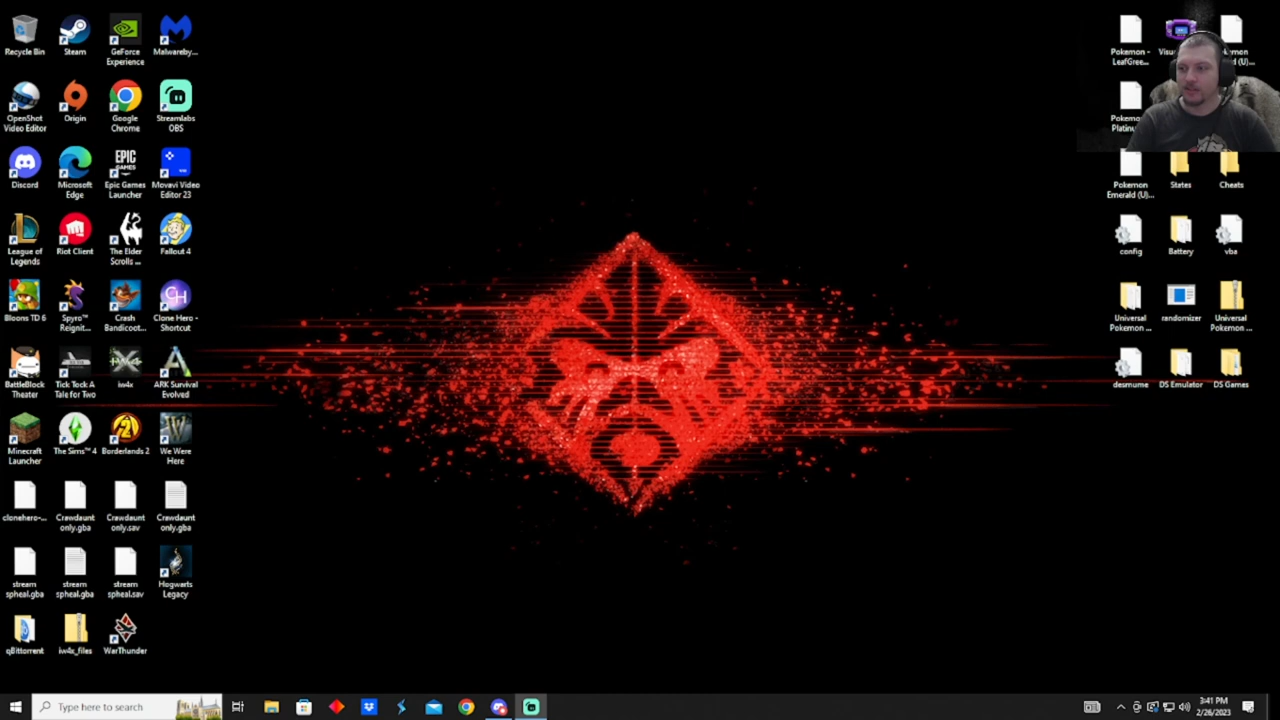 Recycle Bin
Steam
GeForce
Experience
Malwareby...
OpenShot
Video Editor
Origin
Google
Chrome
Streamlabs
OBS
Discord
Microsoft
Edge
EPIC
GAMES
Epic Games
Launcher
Movavi Video
Editor 23
League of
Legends
Riot Client
The Elder
Scrolls ...
Fallout 4
Bloons TD 6
Spyro™
Reignit...
Crash
Bandicoot...
CH
Clone Hero -
Shortcut
BattleBlock
Theater
Tick Tock A
Tale for Two
iw4x
ARK Survival
Evolved
Minecraft
Launcher
The Sims™ 4
Borderlands 2
We Were
Here
clonehero-...
Crawdaunt
only.gba
Crawdaunt
only.sav
Crawdaunt
only.gba
stream
spheal.gba
stream
spheal.gba
stream
spheal.sav
Hogwarts
Legacy
qBittorrent
iw4x_files
WarThunder
Pokemon -
LeafGree...
Pokemon
Emerald (U)...
States
Cheats
config
Battery
vba
Universal
Pokemon ...
randomizer
Universal
Pokemon ...
desmume
DS Emulator
DS Games
Type here to search
3:41 PM
2/26/2023